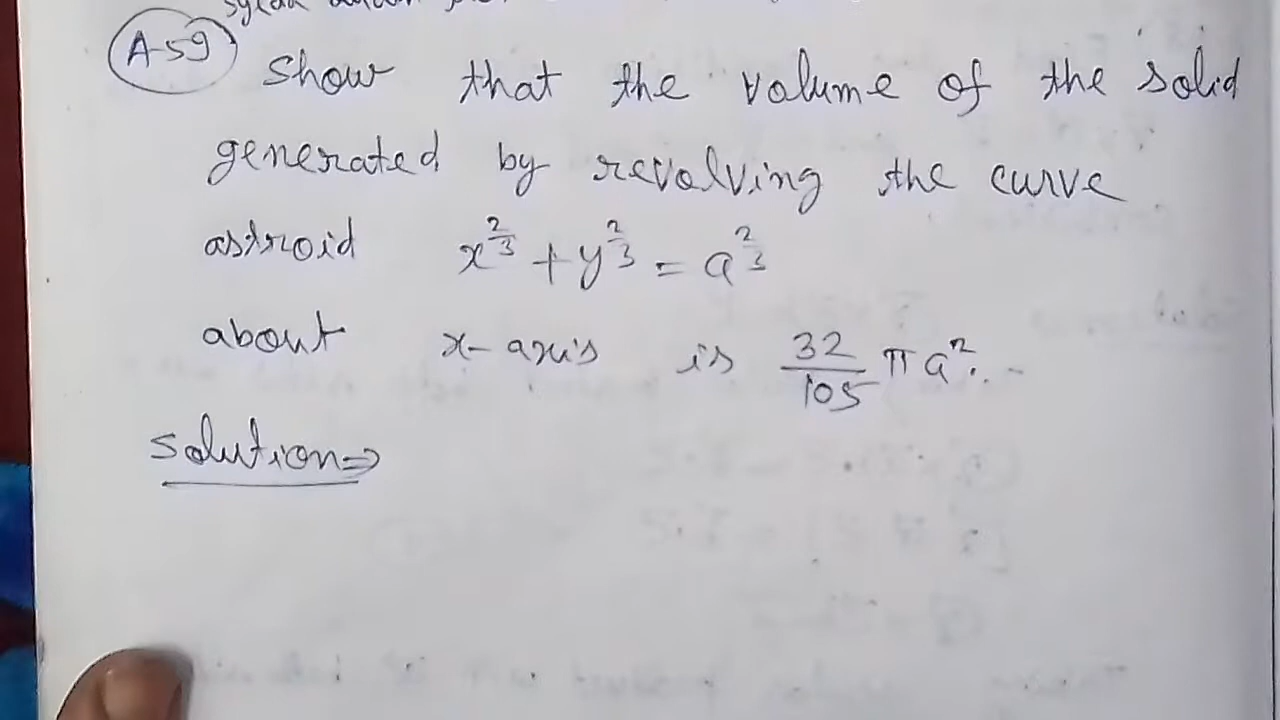 A-59 Show that the volume of the solid
generated by revolving the curve
astroid x^{2/3} + y^{2/3} = a^{2/3}
about x-axis is 32/105 πa².
Solution⇒